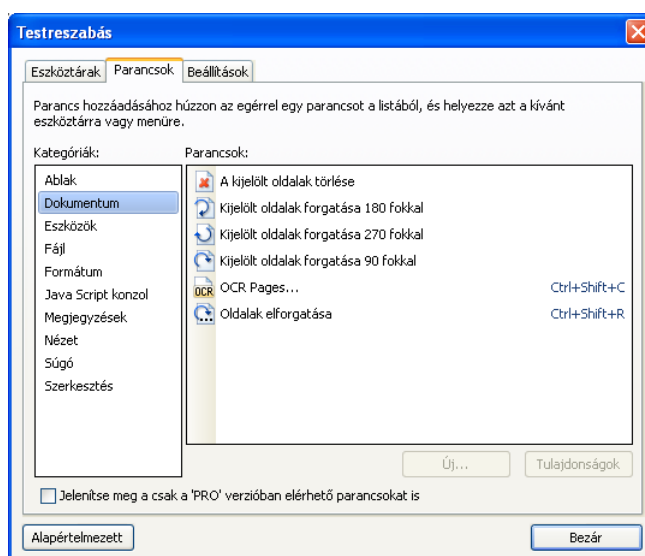 Testreszabás
Eszköztárak Parancsok Beállítások
Parancs hozzáadásához húzzon az egérrel egy parancsot a listából, és helyezze azt a kívánt
eszköztárra vagy menüre.
Kategóriák:
Ablak
Dokumentum
Eszközök
Fájl
Formátum
Java Script konzol
Megjegyzések
Nézet
Súgó
Szerkesztés
Parancsok:
A kijelölt oldalak törlése
Kijelölt oldalak forgatása 180 fokkal
Kijelölt oldalak forgatása 270 fokkal
Kijelölt oldalak forgatása 90 fokkal
OCR OCR Pages... Ctrl+Shift+C
Oldalak elforgatása Ctrl+Shift+R
Új... Tulajdonságok
Jelenítse meg a csak a 'PRO' verzióban elérhető parancsokat is
Alapértelmezett Bezár